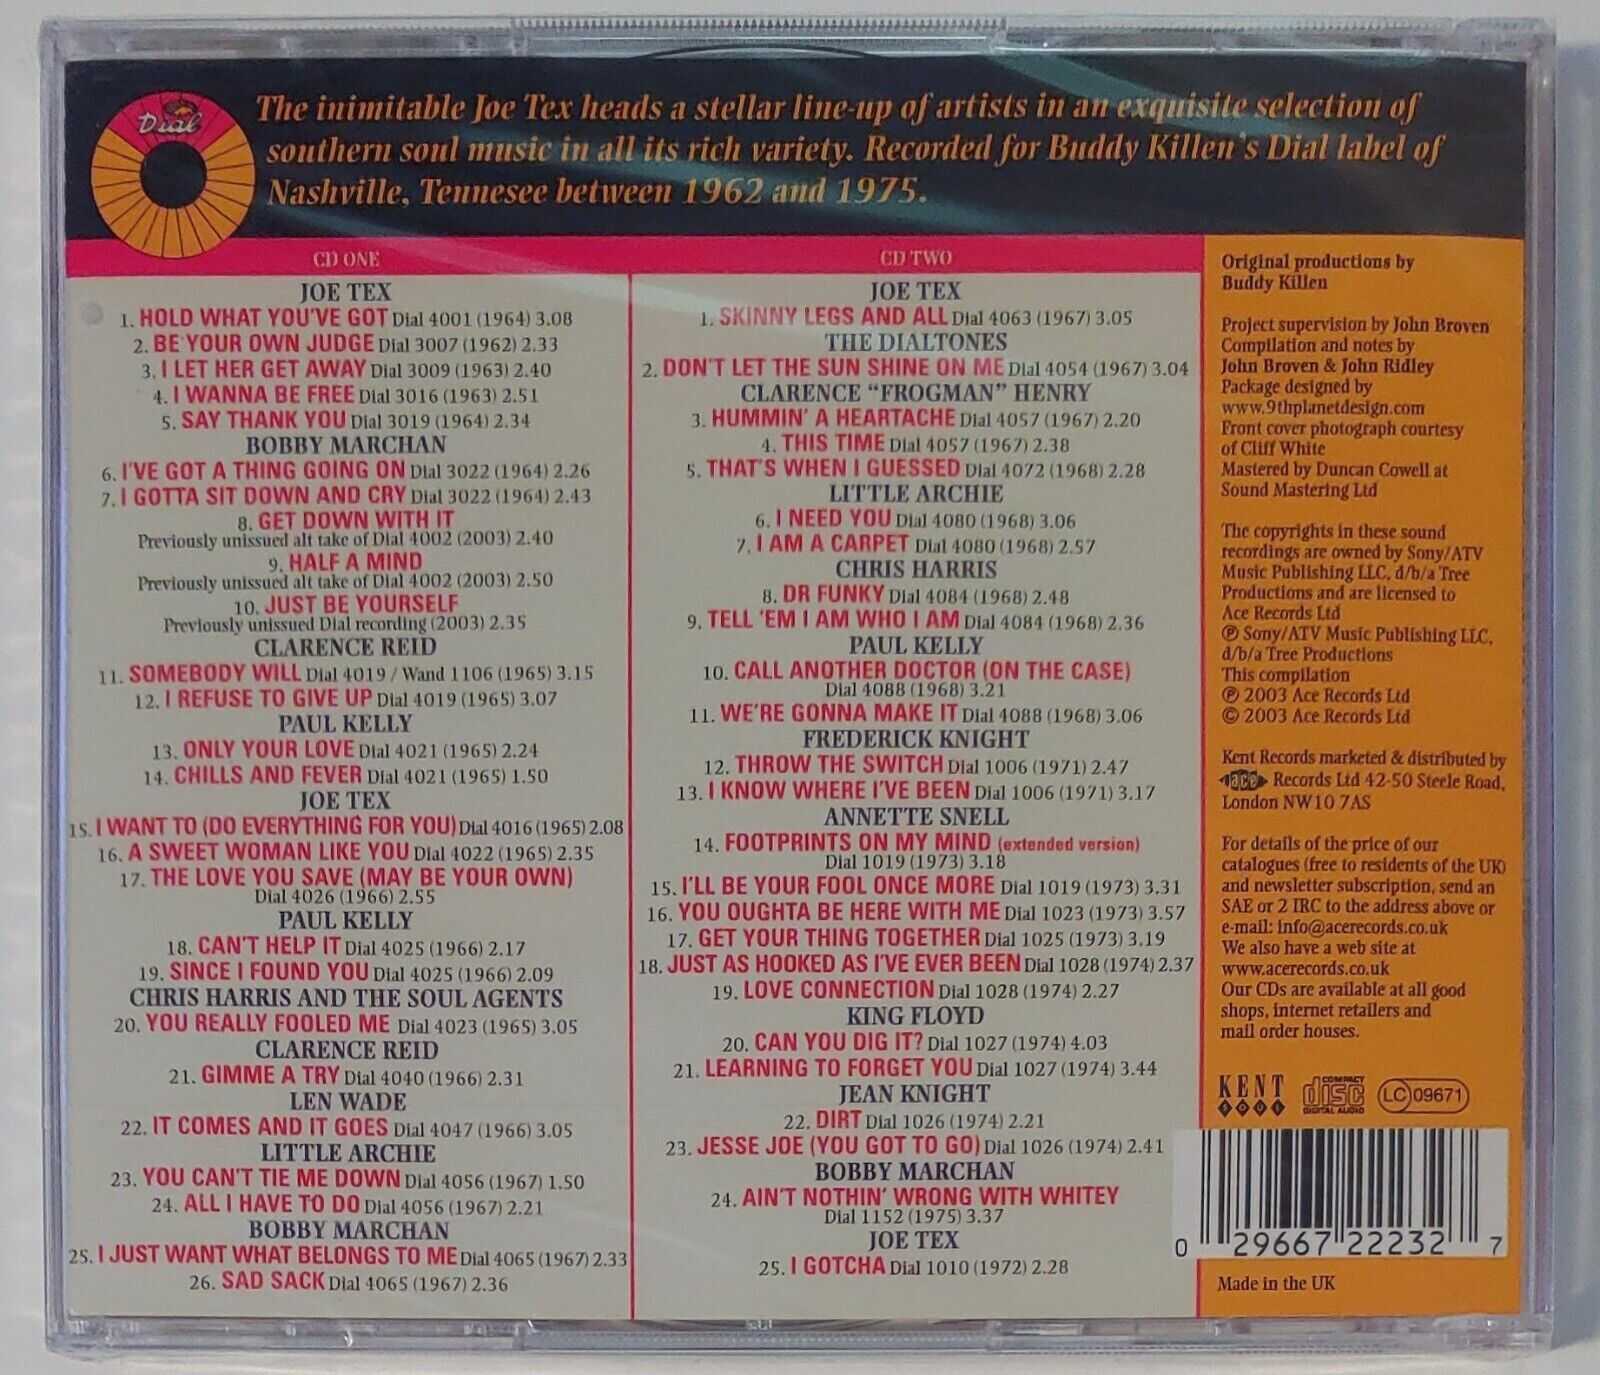 Dial
The inimitable Joe Tex heads a stellar line-up of artists in an exquisite selection of
southern soul music in all its rich variety. Recorded for Buddy Killen's Dial label of
Nashville, Tennesee between 1962 and 1975.
CD ONE
JOE TEX
1. HOLD WHAT YOU'VE GOT Dial 4001 (1964) 3.08
2. BE YOUR OWN JUDGE Dial 3007 (1962) 2.33
3. I LET HER GET AWAY Dial 3009 (1963) 2.40
4. I WANNA BE FREE Dial 3016 (1963) 2.51
5. SAY THANK YOU Dial 3019 (1964) 2.34
BOBBY MARCHAN
6. I'VE GOT A THING GOING ON Dial 3022 (1964) 2.26
7. I GOTTA SIT DOWN AND CRY Dial 3022 (1964) 2.43
8. GET DOWN WITH IT
Previously unissued alt take of Dial 4002 (2003) 2.40
9. HALF A MIND
Previously unissued alt take of Dial 4002 (2003) 2.50
10. JUST BE YOURSELF
Previously unissued Dial recording (2003) 2.35
CLARENCE REID
11. SOMEBODY WILL Dial 4019 / Wand 1106 (1965) 3.15
12. I REFUSE TO GIVE UP Dial 4019 (1965) 3.07
PAUL KELLY
13. ONLY YOUR LOVE Dial 4021 (1965) 2.24
14. CHILLS AND FEVER Dial 4021 (1965) 1.50
JOE TEX
15. I WANT TO (DO EVERYTHING FOR YOU) Dial 4016 (1965) 2.08
16. A SWEET WOMAN LIKE YOU Dial 4022 (1965) 2.35
17. THE LOVE YOU SAVE (MAY BE YOUR OWN)
Dial 4026 (1966) 2.55
PAUL KELLY
18. CAN'T HELP IT Dial 4025 (1966) 2.17
19. SINCE I FOUND YOU Dial 4025 (1966) 2.09
CHRIS HARRIS AND THE SOUL AGENTS
20. YOU REALLY FOOLED ME Dial 4023 (1965) 3.05
CLARENCE REID
21. GIMME A TRY Dial 4040 (1966) 2.31
LEN WADE
22. IT COMES AND IT GOES Dial 4047 (1966) 3.05
LITTLE ARCHIE
23. YOU CAN'T TIE ME DOWN Dial 4056 (1967) 1.50
24. ALL I HAVE TO DO Dial 4056 (1967) 2.21
BOBBY MARCHAN
25. I JUST WANT WHAT BELONGS TO ME Dial 4065 (1967) 2.33
26. SAD SACK Dial 4065 (1967) 2.36
CD TWO
JOE TEX
1. SKINNY LEGS AND ALL Dial 4063 (1967) 3.05
THE DIALTONES
2. DON'T LET THE SUN SHINE ON ME Dial 4054 (1967) 3.04
CLARENCE "FROGMAN" HENRY
3. HUMMIN' A HEARTACHE Dial 4057 (1967) 2.20
4. THIS TIME Dial 4057 (1967) 2.38
5. THAT'S WHEN I GUESSED Dial 4072 (1968) 2.28
LITTLE ARCHIE
6. I NEED YOU Dial 4080 (1968) 3.06
7. I AM A CARPET Dial 4080 (1968) 2.57
CHRIS HARRIS
8. DR FUNKY Dial 4084 (1968) 2.48
9. TELL 'EM I AM WHO I AM Dial 4084 (1968) 2.36
PAUL KELLY
10. CALL ANOTHER DOCTOR (ON THE CASE)
Dial 4088 (1968) 3.21
11. WE'RE GONNA MAKE IT Dial 4088 (1968) 3.06
FREDERICK KNIGHT
12. THROW THE SWITCH Dial 1006 (1971) 2.47
13. I KNOW WHERE I'VE BEEN Dial 1006 (1971) 3.17
ANNETTE SNELL
14. FOOTPRINTS ON MY MIND (extended version)
Dial 1019 (1973) 3.18
15. I'LL BE YOUR FOOL ONCE MORE Dial 1019 (1973) 3.31
16. YOU OUGHTA BE HERE WITH ME Dial 1023 (1973) 3.57
17. GET YOUR THING TOGETHER Dial 1025 (1973) 3.19
18. JUST AS HOOKED AS I'VE EVER BEEN Dial 1028 (1974) 2.37
19. LOVE CONNECTION Dial 1028 (1974) 2.27
KING FLOYD
20. CAN YOU DIG IT? Dial 1027 (1974) 4.03
21. LEARNING TO FORGET YOU Dial 1027 (1974) 3.44
JEAN KNIGHT
22. DIRT Dial 1026 (1974) 2.21
23. JESSE JOE (YOU GOT TO GO) Dial 1026 (1974) 2.41
BOBBY MARCHAN
24. AIN'T NOTHIN' WRONG WITH WHITEY
Dial 1152 (1975) 3.37
JOE TEX
25. I GOTCHA Dial 1010 (1972) 2.28
Original productions by
Buddy Killen
Project supervision by John Broven
Compilation and notes by
John Broven & John Ridley
Package designed by
www.9thplanetdesign.com
Front cover photograph courtesy
of Cliff White
Mastered by Duncan Cowell at
Sound Mastering Ltd
The copyrights in these sound
recordings are owned by Sony/ATV
Music Publishing LLC, d/b/a Tree
Productions and are licensed to
Ace Records Ltd
℗ Sony/ATV Music Publishing LLC,
d/b/a Tree Productions
This compilation
℗ 2003 Ace Records Ltd
© 2003 Ace Records Ltd
Kent Records marketed & distributed by
ace Records Ltd 42-50 Steele Road,
London NW10 7AS
For details of the price of our
catalogues (free to residents of the UK)
and newsletter subscription, send an
SAE or 2 IRC to the address above or
e-mail: info@acerecords.co.uk
We also have a web site at
www.acerecords.co.uk
Our CDs are available at all good
shops, internet retailers and
mail order houses.
KENT SOUL
COMPACT disc DIGITAL AUDIO
LC 09671
0 29667 22232 7
Made in the UK